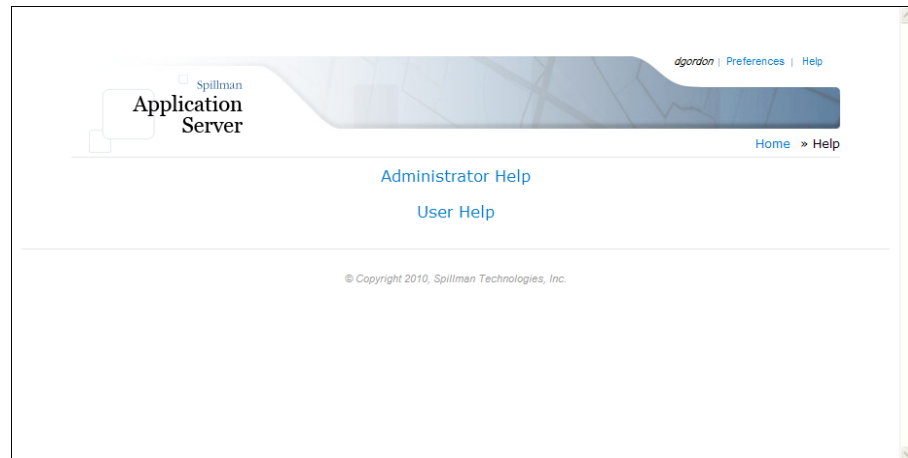 dgordon | Preferences | Help
Spillman
Application
Server
Home » Help
Administrator Help
User Help
© Copyright 2010, Spillman Technologies, Inc.